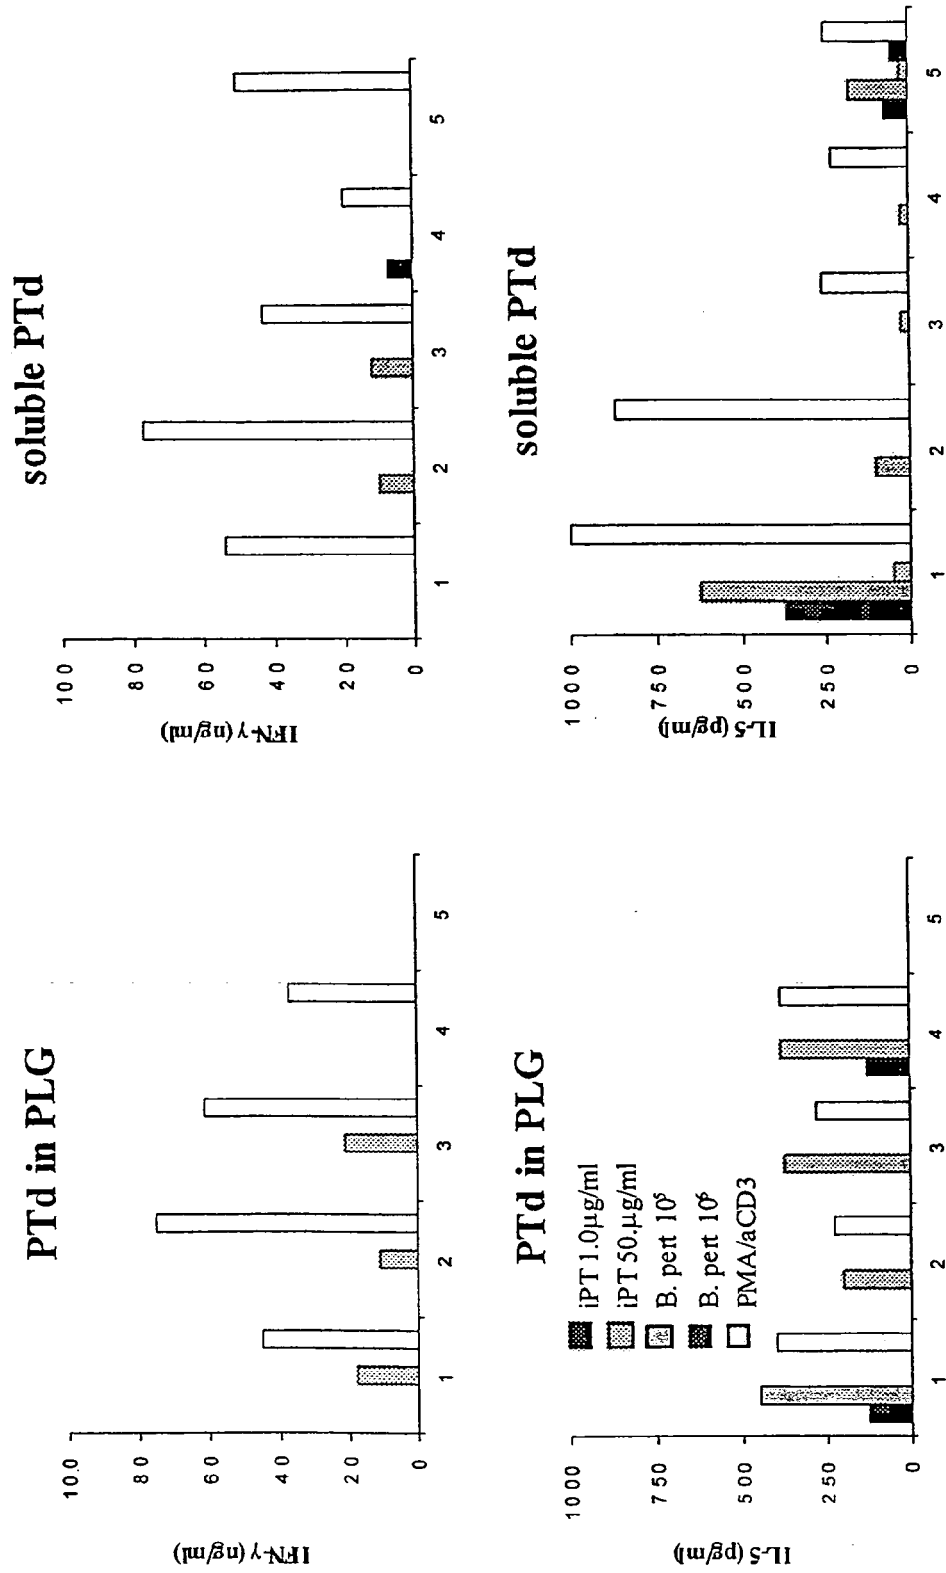 PTd in PLG
IFN-γ (ng/ml)
100
80
60
40
20
0
1 2 3 4 5
soluble PTd
IFN-γ (ng/ml)
100
80
60
40
20
0
1 2 3 4 5
PTd in PLG
IL-5 (pg/ml)
1000
750
500
250
0
iPT 1.0µg/ml
iPT 50.µg/ml
B. pert 10⁵
B. pert 10⁶
PMA/aCD3
1 2 3 4 5
soluble PTd
IL-5 (pg/ml)
1000
750
500
250
0
1 2 3 4 5